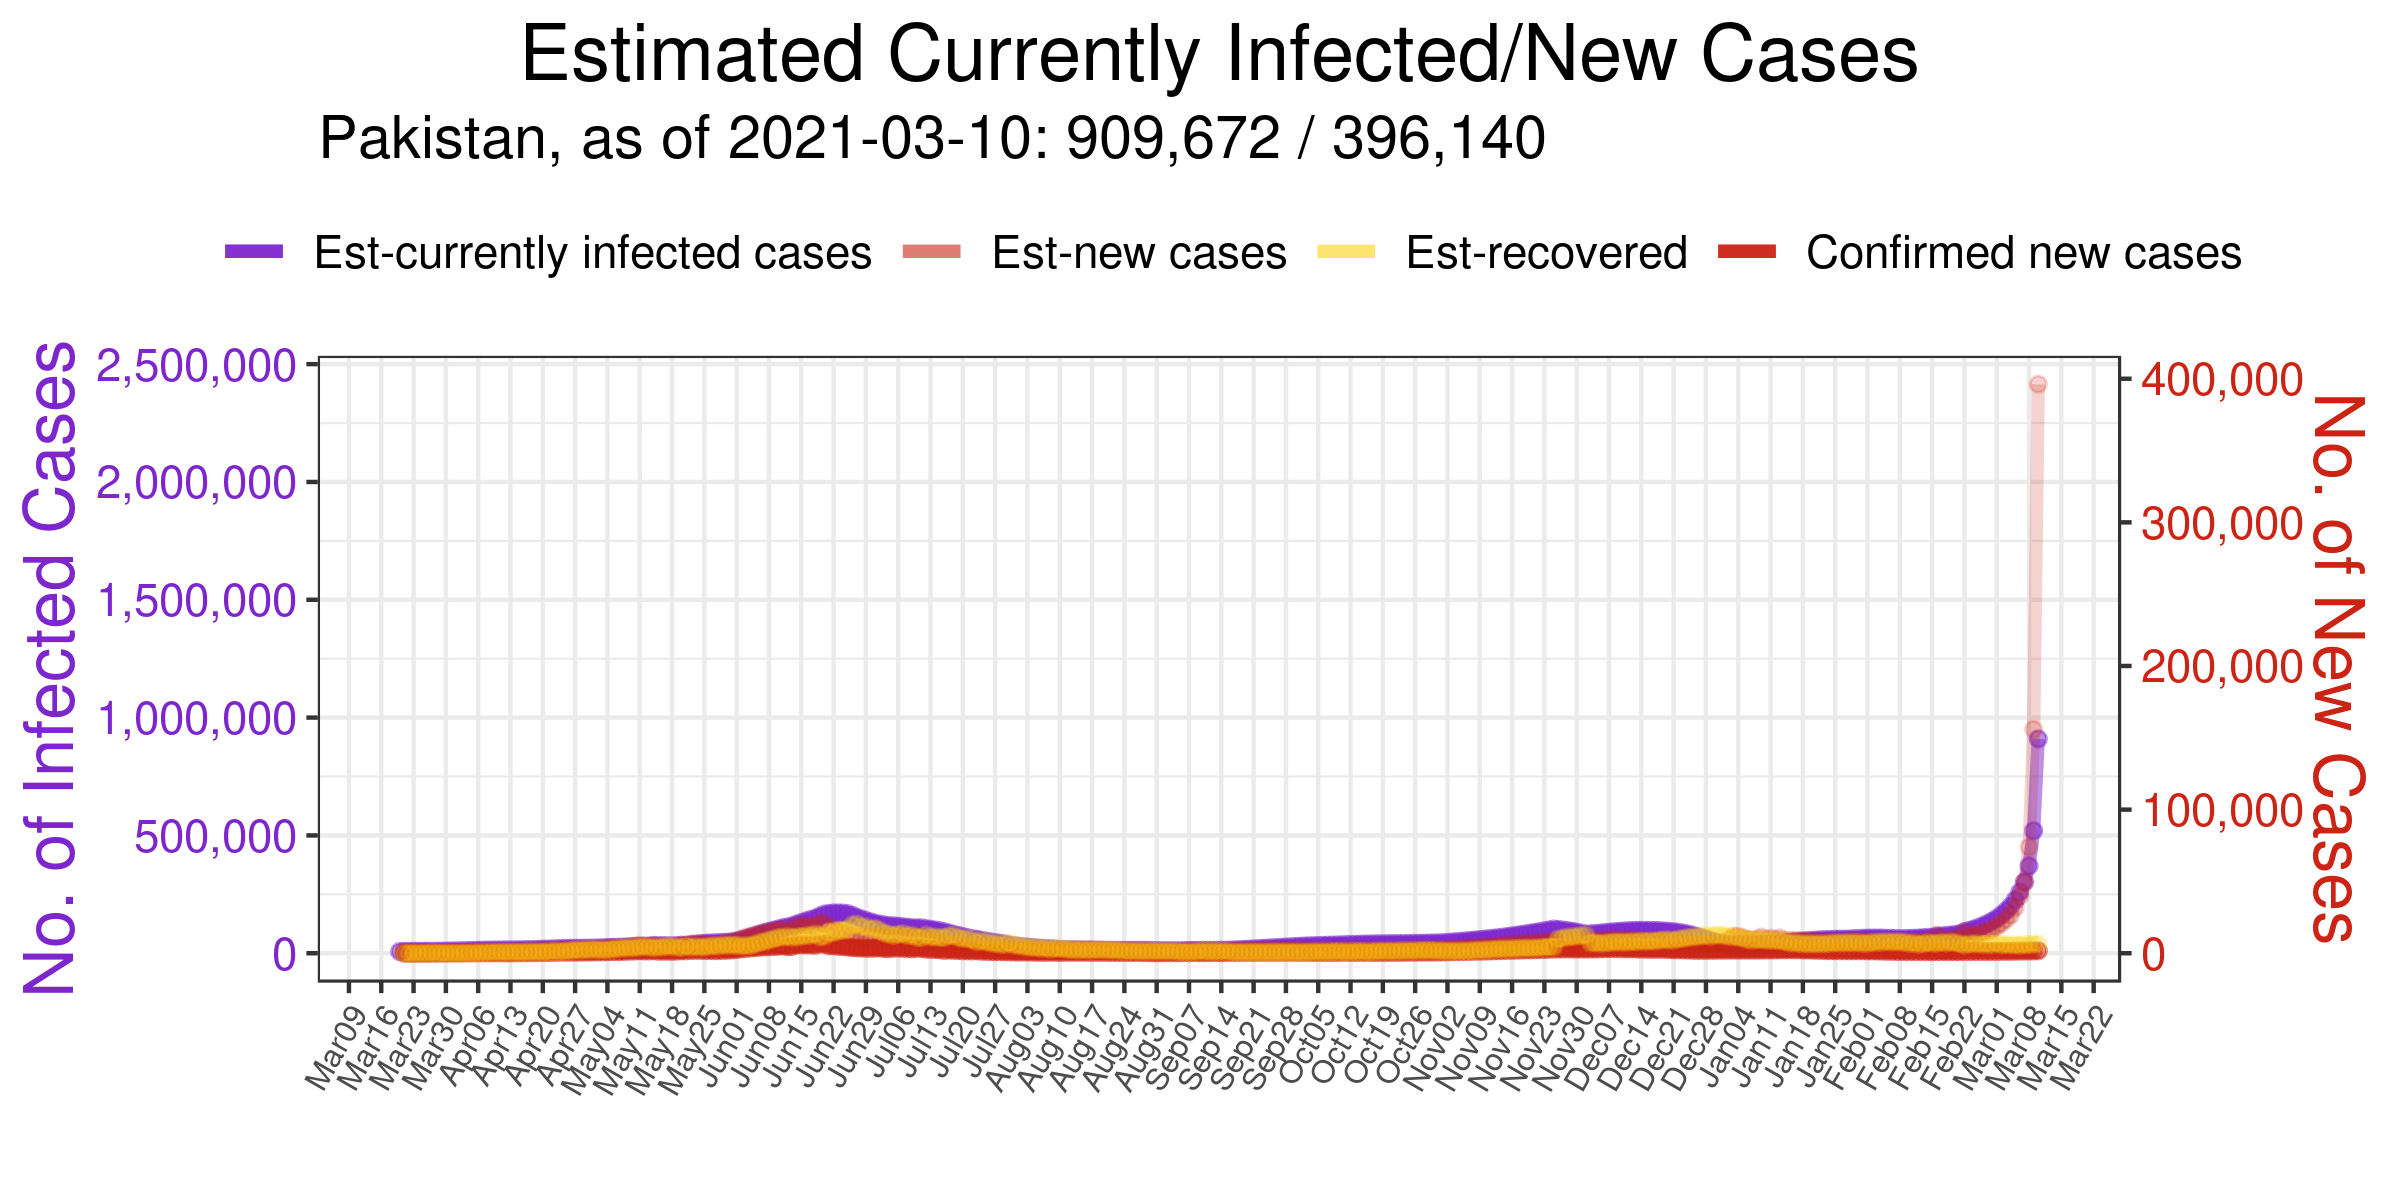 Estimated Currently Infected/New Cases
Pakistan, as of 2021-03-10: 909,672 / 396,140
Est-currently infected cases Est-new cases Est-recovered Confirmed new cases
No. of Infected Cases
2,500,000
2,000,000
1,500,000
1,000,000
500,000
0
400,000
300,000
200,000
100,000
0
No. of New Cases
Mar09 Mar16 Mar23 Mar30 Apr06 Apr13 Apr20 Apr27 May04 May11 May18 May25 Jun01 Jun08 Jun15 Jun22 Jun29 Jul06 Jul13 Jul20 Jul27 Aug03 Aug10 Aug17 Aug24 Aug31 Sep07 Sep14 Sep21 Sep28 Oct05 Oct12 Oct19 Oct26 Nov02 Nov09 Nov16 Nov23 Nov30 Dec07 Dec14 Dec21 Dec28 Jan04 Jan11 Jan18 Jan25 Feb01 Feb08 Feb15 Feb22 Mar01 Mar08 Mar15 Mar22